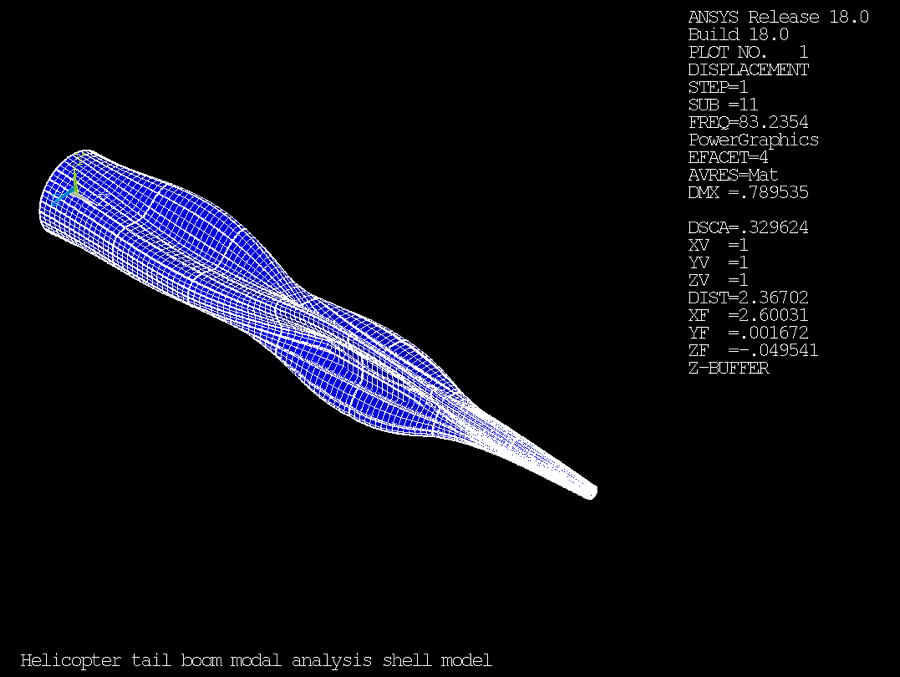 ANSYS Release 18.0
Build 18.0
PLOT NO. 1
DISPLACEMENT
STEP=1
SUB =11
FREQ=83.2354
PowerGraphics
EFACET=4
AVRES=Mat
DMX =.789535
DSCA=.329624
XV =1
YV =1
ZV =1
DIST=2.36702
XF =2.60031
YF =.001672
ZF =-.049541
Z-BUFFER
Helicopter tail boom modal analysis shell model